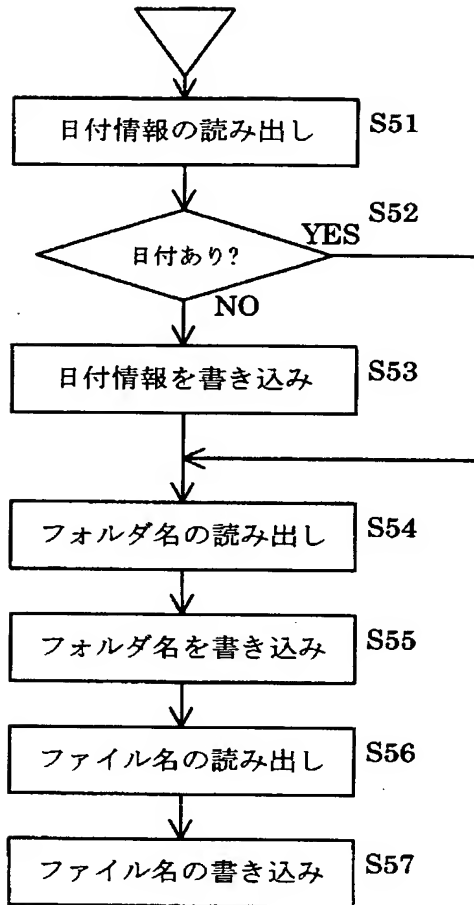 日付情報の読み出し S51
S52
日付あり? YES
NO
日付情報を書き込み S53
フォルダ名の読み出し S54
フォルダ名を書き込み S55
ファイル名の読み出し S56
ファイル名の書き込み S57